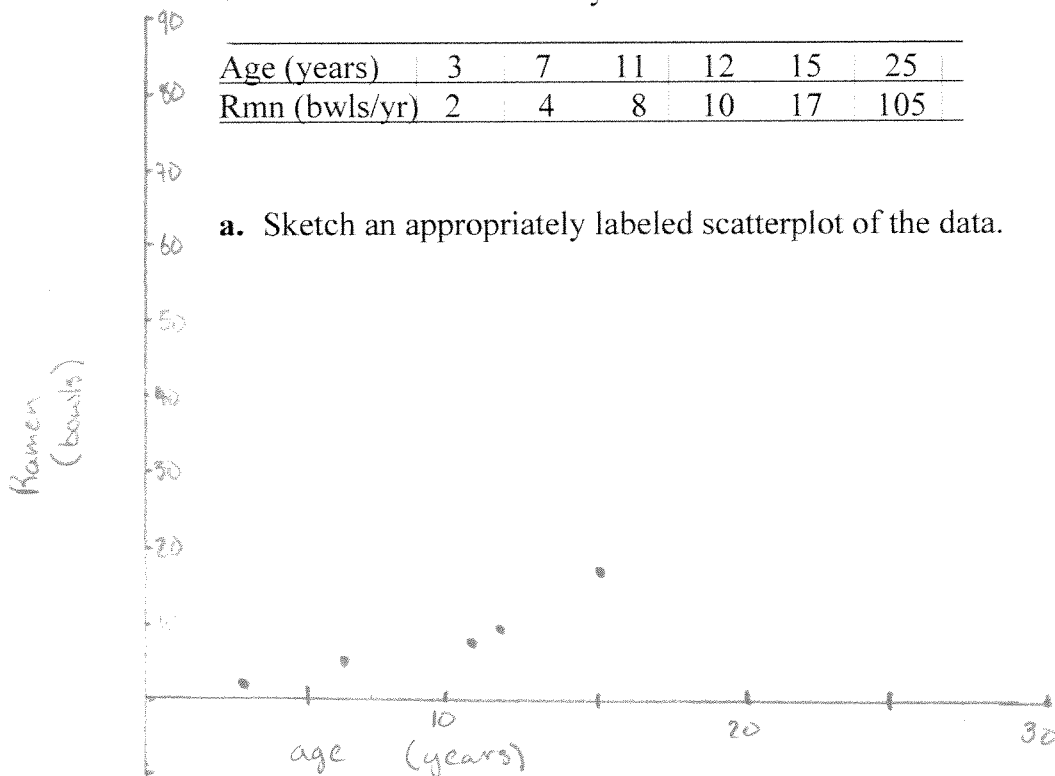 90
Age (years) 3 7 11 12 15 25
80
Rmn (bwls/yr) 2 4 8 10 17 105
70
a. Sketch an appropriately labeled scatterplot of the data.
60
50
40
Ramen
(bowls)
30
20
10
10 20 30
age (years)